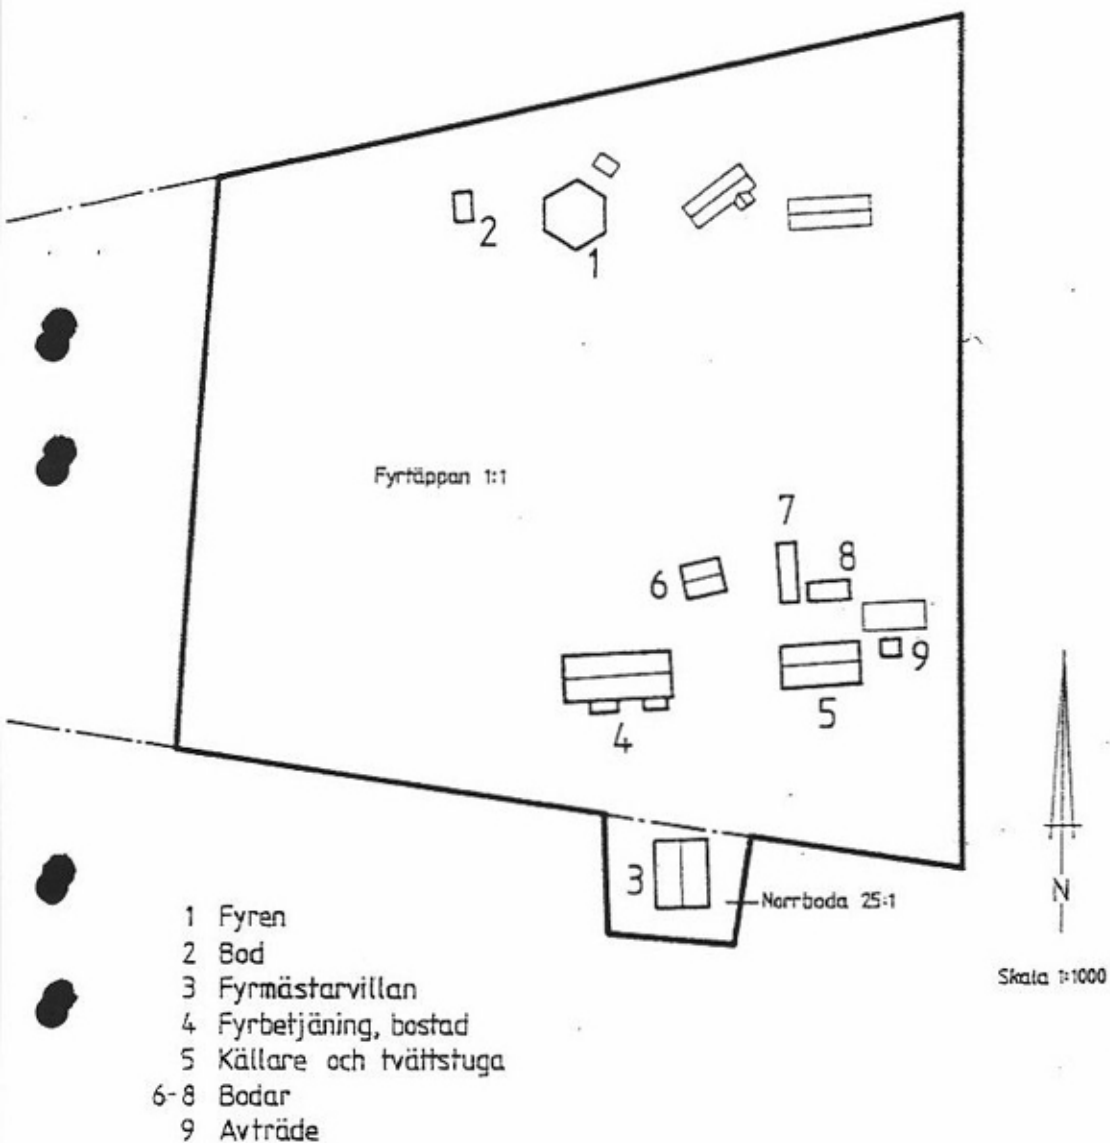 2
1
Fyrtäppan 1:1
7
8
6
9
5
4
3
Norrboda 25:1
N
Skala 1:1000
1 Fyren
2 Bod
3 Fyrmästarvillan
4 Fyrbetjäning, bostad
5 Källare och tvättstuga
6-8 Bodar
9 Avträde